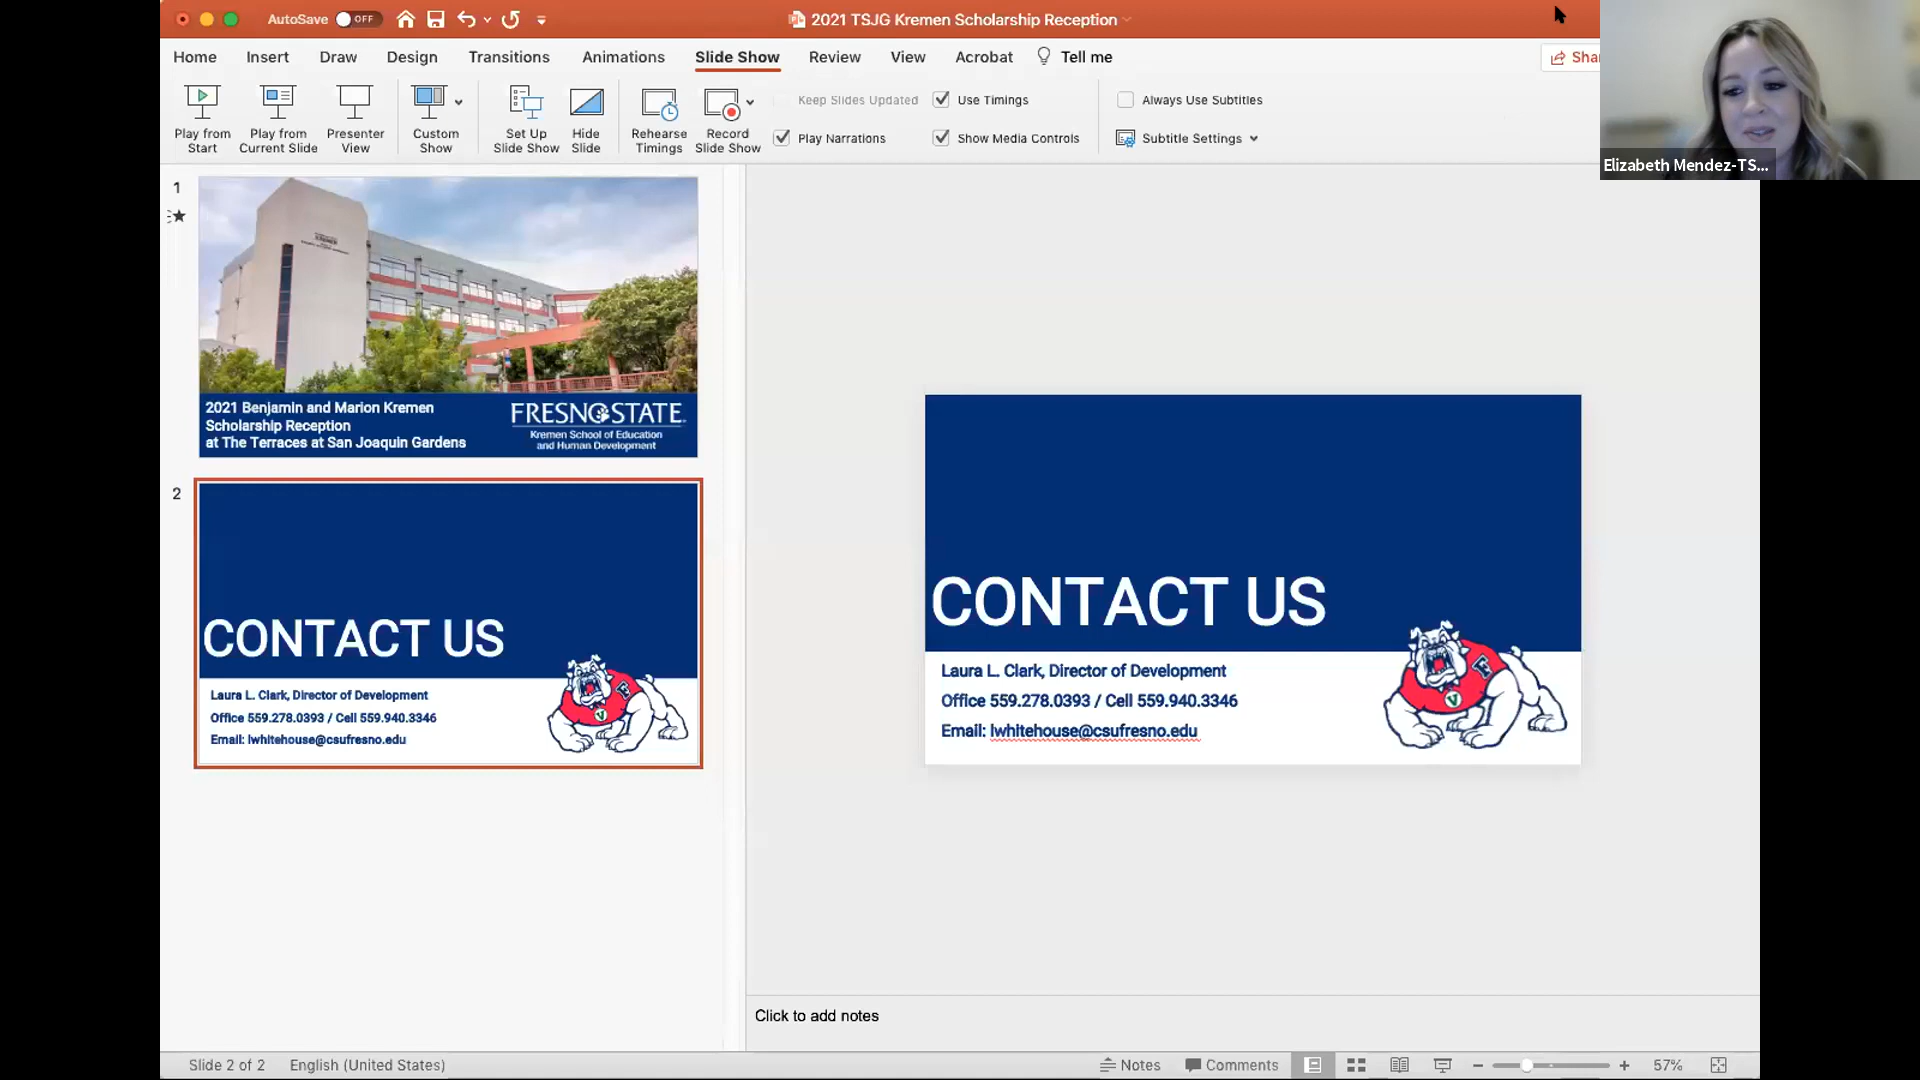 AutoSave OFF
2021 TSJG Kremen Scholarship Reception
Home Insert Draw Design Transitions Animations Slide Show Review View Acrobat Tell me
Shar
Play from Start
Play from Current Slide
Presenter View
Custom Show
Set Up Slide Show
Hide Slide
Rehearse Timings
Record Slide Show
Keep Slides Updated
Use Timings
Play Narrations
Show Media Controls
Always Use Subtitles
Subtitle Settings
Elizabeth Mendez-TS...
1
2021 Benjamin and Marion Kremen
Scholarship Reception
at The Terraces at San Joaquin Gardens
FRESNO STATE
Kremen School of Education
and Human Development
2
CONTACT US
Laura L. Clark, Director of Development
Office 559.278.0393 / Cell 559.940.3346
Email: lwhitehouse@csufresno.edu
F
V
CONTACT US
Laura L. Clark, Director of Development
Office 559.278.0393 / Cell 559.940.3346
Email: lwhitehouse@csufresno.edu
F
V
Click to add notes
Slide 2 of 2 English (United States) Notes Comments 57%